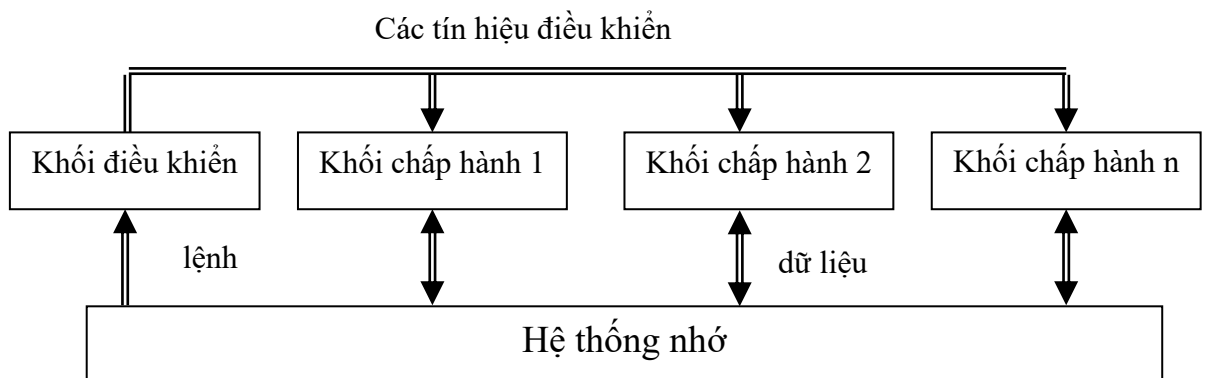 Các tín hiệu điều khiển
Khối điều khiển
Khối chấp hành 1
Khối chấp hành 2
Khối chấp hành n
lệnh
dữ liệu
Hệ thống nhớ